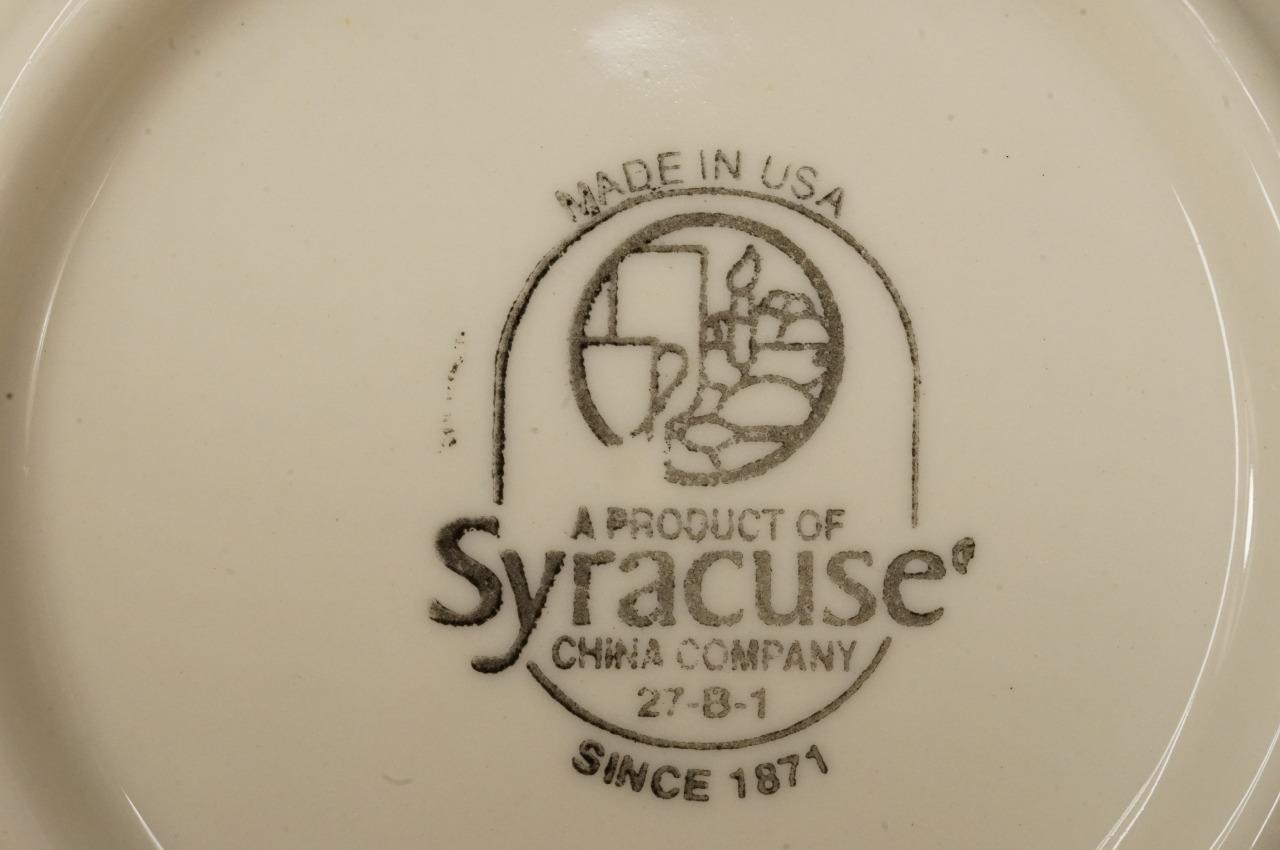 MADE IN USA
A PRODUCT OF
Syracuse®
CHINA COMPANY
27-B-1
SINCE 1871